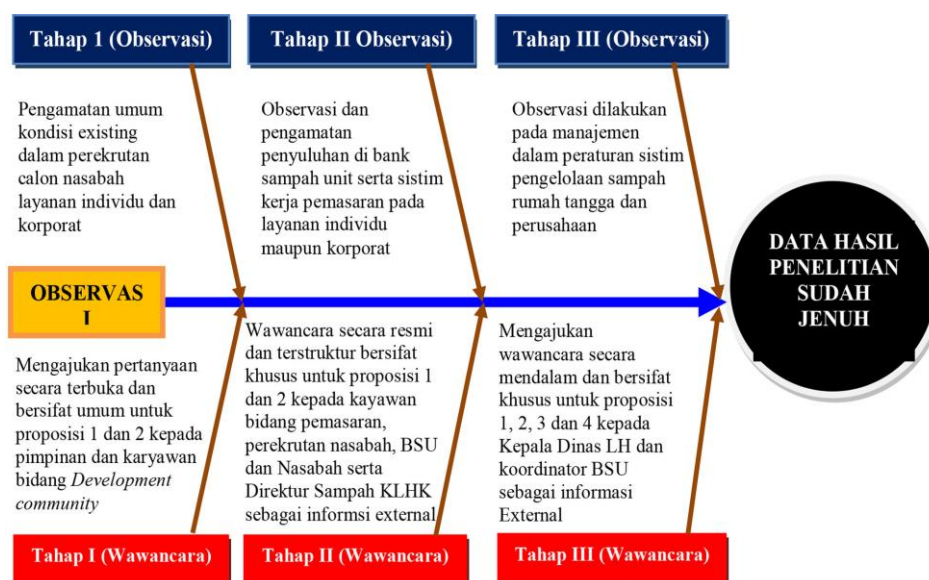 Tahap 1 (Observasi)
Tahap II Observasi)
Tahap III (Observasi)
Pengamatan umum
kondisi existing
dalam perekrutan
calon nasabah
layanan individu dan
korporat
Observasi dan
pengamatan
penyuluhan di bank
sampah unit serta sistim
kerja pemasaran pada
layanan individu
maupun korporat
Observasi dilakukan
pada manajemen
dalam peraturan sistim
pengelolaan sampah
rumah tangga dan
perusahaan
DATA HASIL
PENELITIAN
SUDAH
JENUH
OBSERVAS
I
Mengajukan pertanyaan
secara terbuka dan
bersifat umum untuk
proposisi 1 dan 2 kepada
pimpinan dan karyawan
bidang Development
community
Wawancara secara resmi
dan terstruktur bersifat
khusus untuk proposisi 1
dan 2 kepada kayawan
bidang pemasaran,
perekrutan nasabah, BSU
dan Nasabah serta
Direktur Sampah KLHK
sebagai informsi external
Mengajukan
wawancara secara
mendalam dan bersifat
khusus untuk proposisi
1, 2, 3 dan 4 kepada
Kepala Dinas LH dan
koordinator BSU
sebagai informasi
External
Tahap I (Wawancara)
Tahap II (Wawancara)
Tahap III (Wawancara)